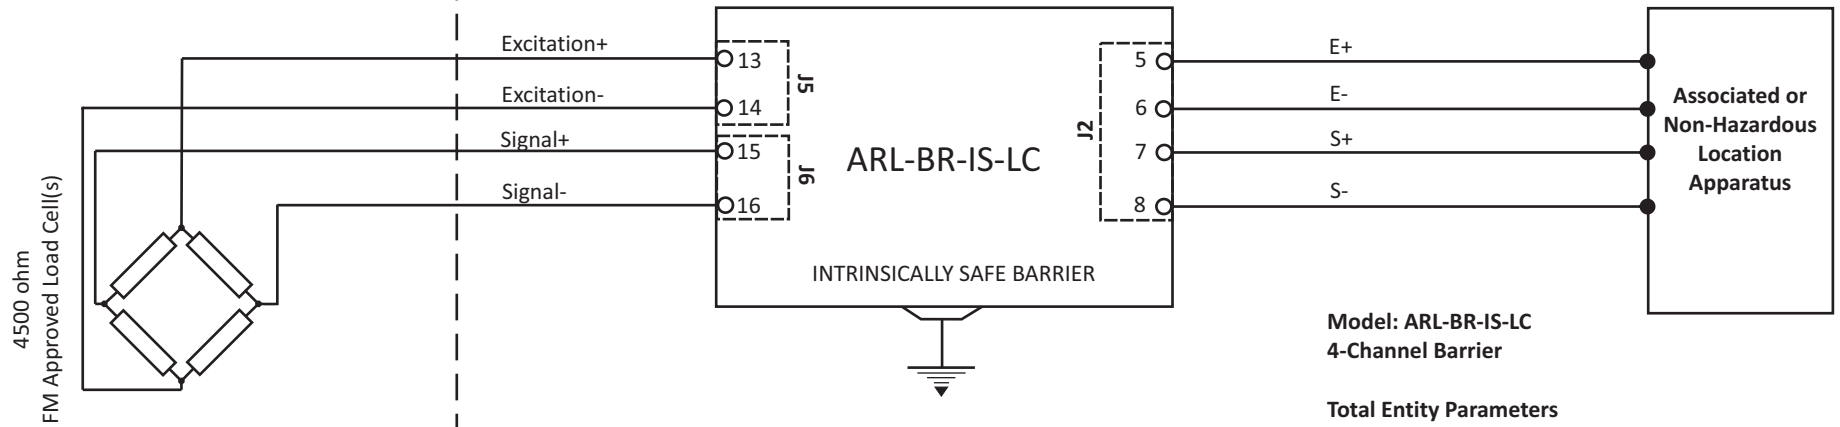 Excitation+
Excitation-
Signal+
Signal-
4500 ohm
FM Approved Load Cell(s)
13
14
J5
15
16
J6
ARL-BR-IS-LC
INTRINSICALLY SAFE BARRIER
5
6
7
8
J2
E+
E-
S+
S-
Associated or
Non-Hazardous
Location
Apparatus
Model: ARL-BR-IS-LC
4-Channel Barrier
Total Entity Parameters